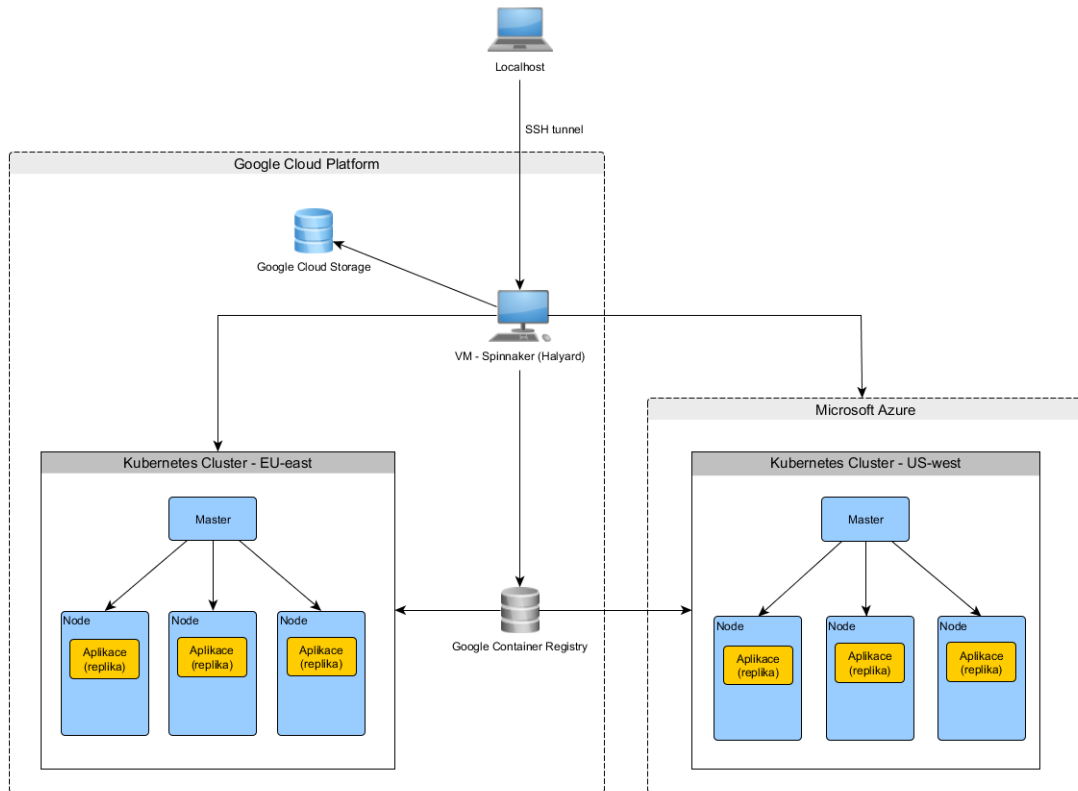 Localhost
SSH tunnel
Google Cloud Platform
Google Cloud Storage
VM - Spinnaker (Halyard)
Microsoft Azure
Kubernetes Cluster - EU-east
Master
Node
Aplikace
(replika)
Node
Aplikace
(replika)
Node
Aplikace
(replika)
Google Container Registry
Kubernetes Cluster - US-west
Master
Node
Aplikace
(replika)
Node
Aplikace
(replika)
Node
Aplikace
(replika)